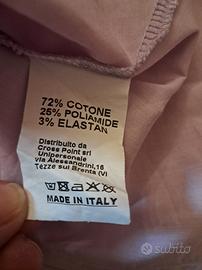 72% COTONE
25% POLIAMIDE
3% ELASTAN
Distribuito da
Cross Point srl
Unipersonale
via Alessandrini,16
Tezze sul Brenta (VI
MADE IN ITALY
subito